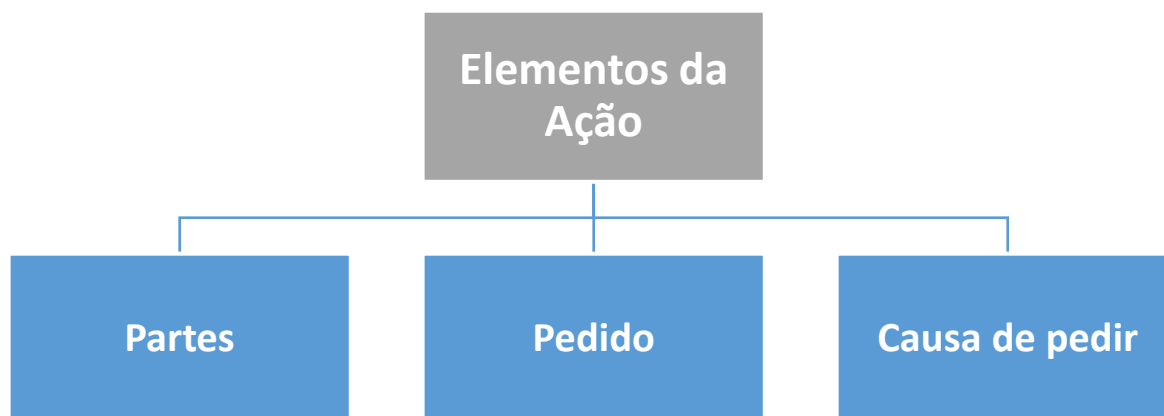 Elementos da
Ação
Partes
Pedido
Causa de pedir